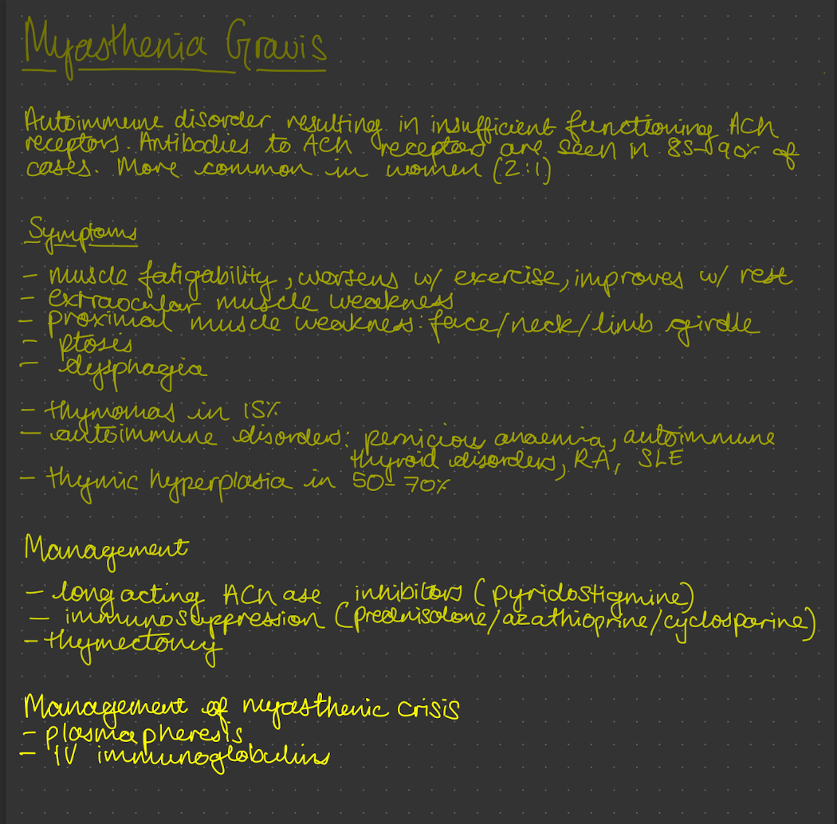 Myasthenia Gravis
Autoimmune disorder resulting in insufficient functioning ACh
receptors. Antibodies to ACh receptors are seen in 85-90% of
cases. More common in women (2:1)
Symptoms
- muscle fatigability, worsens w/ exercise, improves w/ rest
- extraocular muscle weakness
- proximal muscle weakness: face/neck/limb girdle
- ptosis
- dysphagia
- thymomas in 15%
- autoimmune disorders: pernicious anaemia, autoimmune
thyroid disorders, RA, SLE
- thymic hyperplasia in 50-70%
Management
- long acting ACh ase inhibitors (pyridostigmine)
- immunosuppression (prednisolone/azathioprine/cyclosporine)
- thymectomy
Management of myasthenic crisis
- plasmapheresis
- IV immunoglobulins